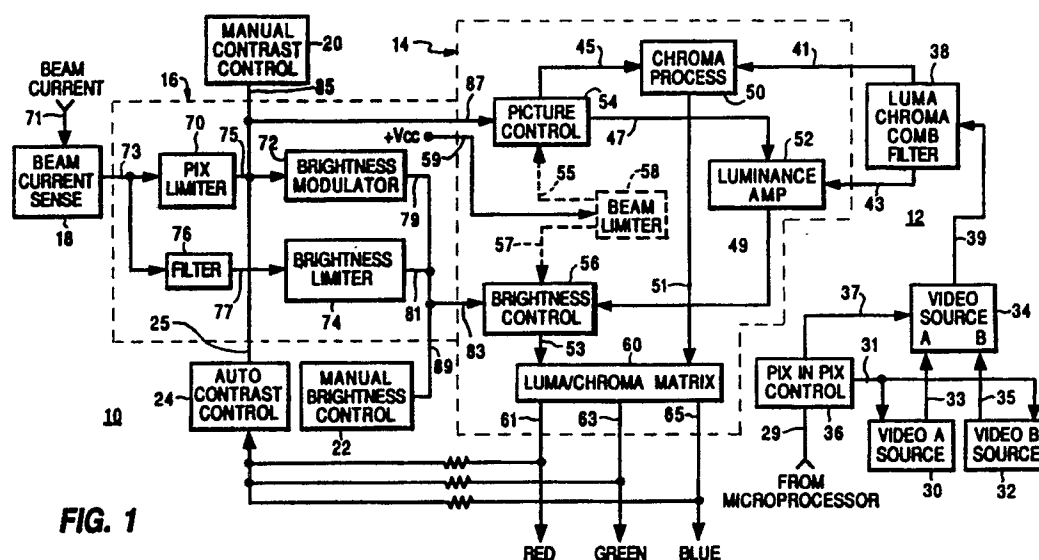 MANUAL
CONTRAST
CONTROL
20
85
BEAM
CURRENT
71
BEAM
CURRENT
SENSE
18
73
16
70
PIX
LIMITER
75
72
BRIGHTNESS
MODULATOR
79
76
FILTER
77
BRIGHTNESS
LIMITER
74
81
25
24
AUTO
CONTRAST
CONTROL
10
MANUAL
BRIGHTNESS
CONTROL
22
89
83
14
87
+Vcc
59
45
PICTURE
CONTROL
54
CHROMA
PROCESS
50
41
47
55
58
BEAM
LIMITER
57
56
BRIGHTNESS
CONTROL
53
51
49
52
LUMINANCE
AMP
43
38
LUMA
CHROMA
COMB
FILTER
12
39
60
LUMA/CHROMA MATRIX
61
63
65
37
VIDEO
SOURCE
A B
34
PIX IN PIX
CONTROL
36
31
33
35
29
FROM
MICROPROCESSOR
VIDEO A
SOURCE
30
VIDEO B
SOURCE
32
FIG. 1
RED
GREEN
BLUE